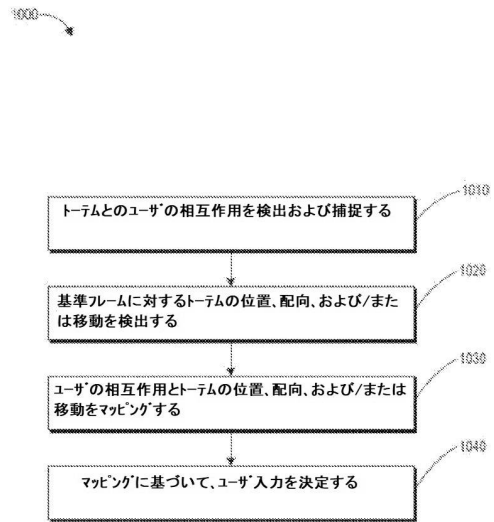 1000
トーテムとのユーザの相互作用を検出および捕捉する
1010
基準フレームに対するトーテムの位置、配向、および/また
は移動を検出する
1020
ユーザの相互作用とトーテムの位置、配向、および/または
移動をマッピングする
1030
マッピングに基づいて、ユーザ入力を決定する
1040